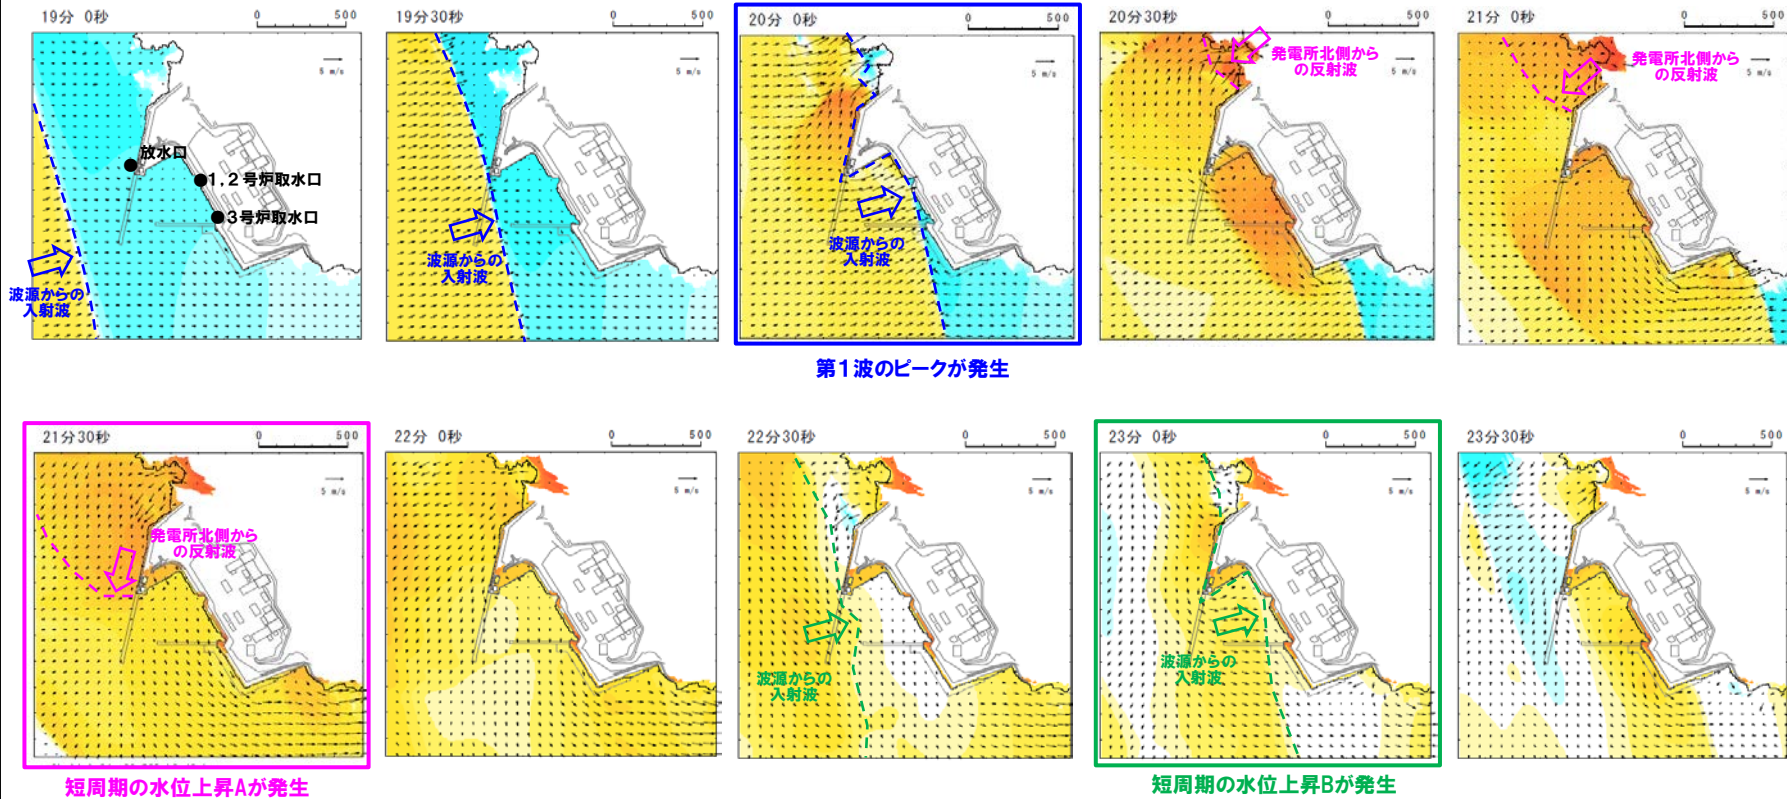 19分 0秒
0 500
5 m/s
放水口
1,2号炉取水口
3号炉取水口
波源からの
入射波
19分30秒
0 500
5 m/s
波源からの
入射波
20分 0秒
0 500
5 m/s
波源からの
入射波
第1波のピークが発生
20分30秒
0 500
5 m/s
発電所北側から
の反射波
21分 0秒
0 500
5 m/s
発電所北側から
の反射波
21分30秒
0 500
5 m/s
発電所北側から
の反射波
短周期の水位上昇Aが発生
22分 0秒
0 500
5 m/s
22分30秒
0 500
5 m/s
波源からの
入射波
23分 0秒
0 500
5 m/s
波源からの
入射波
短周期の水位上昇Bが発生
23分30秒
0 500
5 m/s